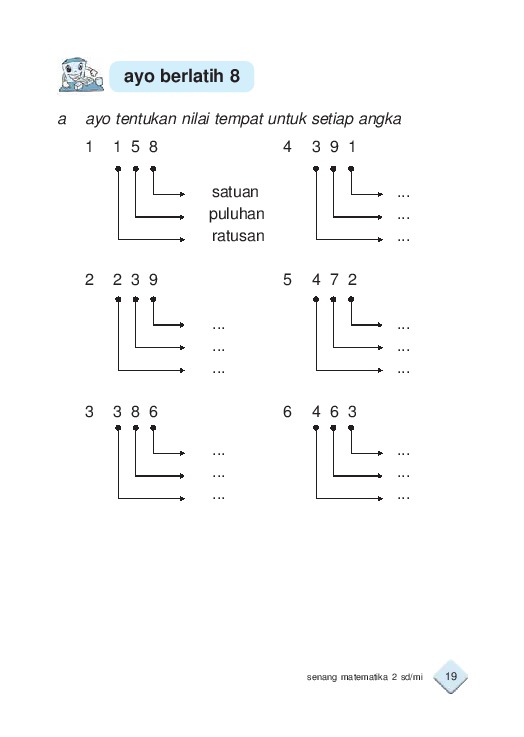 ayo berlatih 8
a ayo tentukan nilai tempat untuk setiap angka
1 1 5 8
satuan
puluhan
ratusan
2 2 3 9
...
...
...
3 3 8 6
...
...
...
4 3 9 1
...
...
...
5 4 7 2
...
...
...
6 4 6 3
...
...
...
senang matematika 2 sd/mi 19